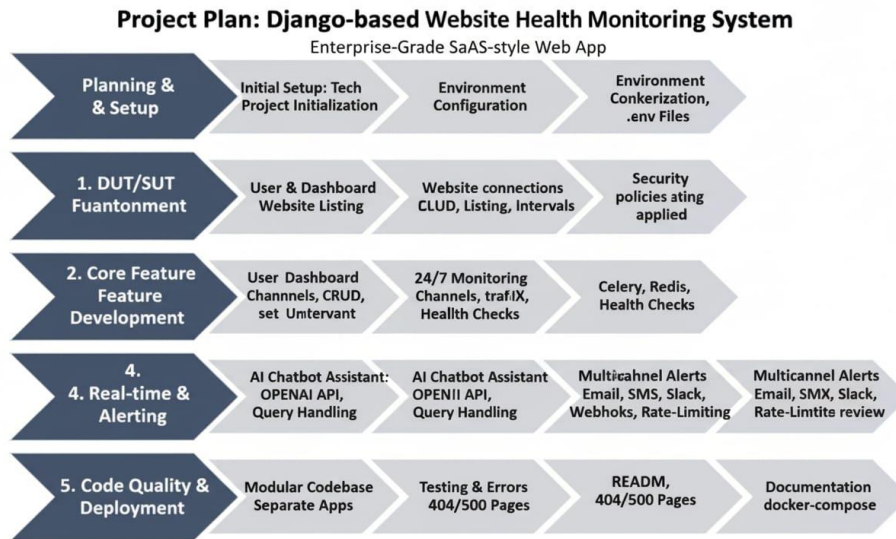 Project Plan: Django-based Website Health Monitoring System
Enterprise-Grade SaAS-style Web App
Planning &
& Setup
Initial Setup: Tech
Project Initialization
Environment
Configuration
Environment
Conkerization,
.env Files
1. DUT/SUT
Fuantonment
User & Dashboard
Website Listing
Website connections
CLUD, Listing, Intervals
Security
policies ating
applied
2. Core Feature
Feature
Development
User Dashboard
Channnels, CRUD,
set Umtervant
24/7 Monitoring
Channels, trafIX,
Heallth Checks
Celery, Redis,
Health Checks
4.
4. Real-time &
Alerting
AI Chatbot Assistant:
OPENAI API,
Query Handling
AI Chatbot Assistant
OPENII API,
Query Handling
Multicahnel Alerts
Email, SMS, Slack,
Webhoks, Rate-Limiting
Multicannel Alerts
Email, SMX, Slack,
Rate-Limtite review
5. Code Quality &
Deployment
Modular Codebase
Separate Apps
Testing & Errors
404/500 Pages
READM,
404/500 Pages
Documentation
docker-compose